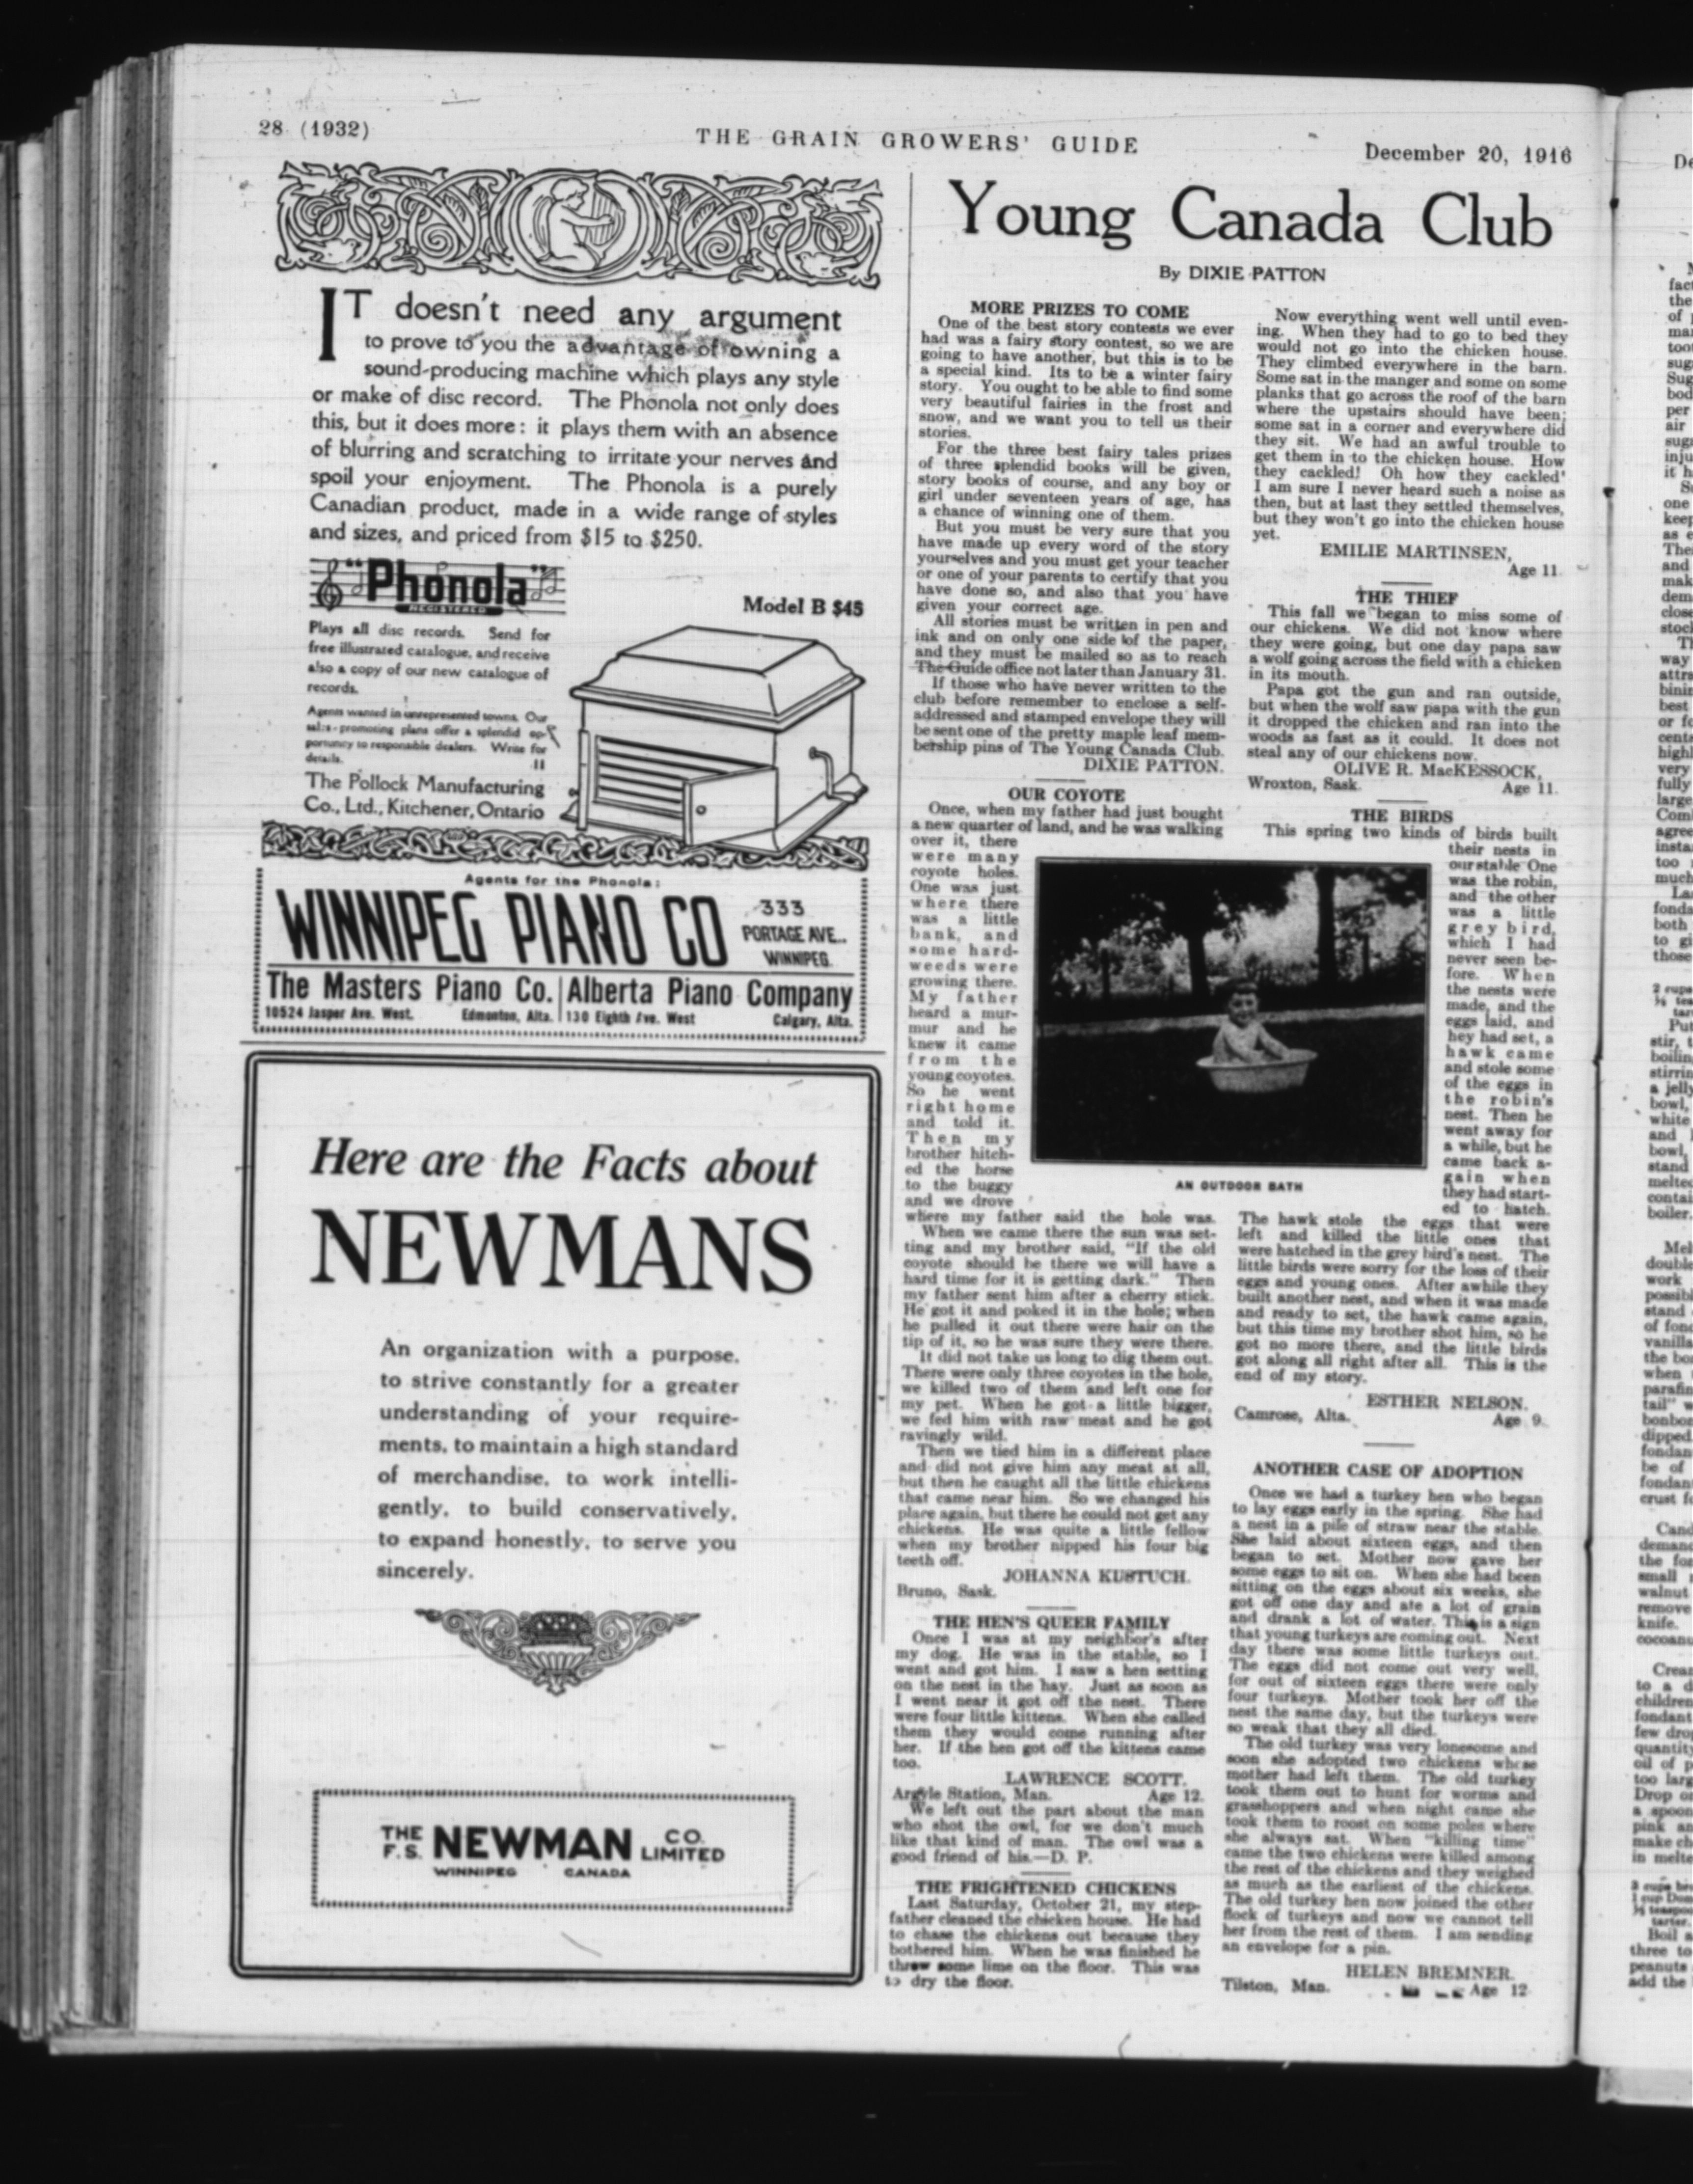 28 (1932)
THE GRAIN GROWERS' GUIDE
December 20, 1916
IT doesn't need any argument
to prove to you the advantage of owning a
sound-producing machine which plays any style
or make of disc record. The Phonola not only does
this, but it does more: it plays them with an absence
of blurring and scratching to irritate your nerves and
spoil your enjoyment. The Phonola is a purely
Canadian product, made in a wide range of styles
and sizes, and priced from $15 to $250.
"Phonola"
REGISTERED
Model B $45
Plays all disc records. Send for
free illustrated catalogue, and receive
also a copy of our new catalogue of
records.
Agents wanted in unrepresented towns. Our
sales-promoting plans offer a splendid op-
portunity to responsible dealers. Write for
details. 11
The Pollock Manufacturing
Co., Ltd., Kitchener, Ontario
Agents for the Phonola:
WINNIPEG PIANO CO
333
PORTAGE AVE.
WINNIPEG.
The Masters Piano Co.
10524 Jasper Ave. West. Edmonton, Alta.
Alberta Piano Company
130 Eighth Ave. West Calgary, Alta.
Here are the Facts about
NEWMANS
An organization with a purpose,
to strive constantly for a greater
understanding of your require-
ments, to maintain a high standard
of merchandise, to work intelli-
gently, to build conservatively,
to expand honestly, to serve you
sincerely.
THE F.S. NEWMAN CO. LIMITED
WINNIPEG CANADA
Young Canada Club
By DIXIE PATTON
MORE PRIZES TO COME
One of the best story contests we ever
had was a fairy story contest, so we are
going to have another, but this is to be
a special kind. Its to be a winter fairy
story. You ought to be able to find some
very beautiful fairies in the frost and
snow, and we want you to tell us their
stories.
For the three best fairy tales prizes
of three splendid books will be given,
story books of course, and any boy or
girl under seventeen years of age, has
a chance of winning one of them.
But you must be very sure that you
have made up every word of the story
yourselves and you must get your teacher
or one of your parents to certify that you
have done so, and also that you have
given your correct age.
All stories must be written in pen and
ink and on only one side of the paper,
and they must be mailed so as to reach
The Guide office not later than January 31.
If those who have never written to the
club before remember to enclose a self-
addressed and stamped envelope they will
be sent one of the pretty maple leaf mem-
bership pins of The Young Canada Club.
DIXIE PATTON.
OUR COYOTE
Once, when my father had just bought
a new quarter of land, and he was walking
over it, there
were many
coyote holes.
One was just
where there
was a little
bank, and
some hard-
weeds were
growing there.
My father
heard a mur-
mur and he
knew it came
from the
young coyotes.
So he went
right home
and told it.
Then my
brother hitch-
ed the horse
to the buggy
and we drove
where my father said the hole was.
When we came there the sun was set-
ting and my brother said, "If the old
coyote should be there we will have a
hard time for it is getting dark." Then
my father sent him after a cherry stick.
He got it and poked it in the hole; when
he pulled it out there were hair on the
tip of it, so he was sure they were there.
It did not take us long to dig them out.
There were only three coyotes in the hole,
we killed two of them and left one for
my pet. When he got a little bigger,
we fed him with raw meat and he got
ravingly wild.
Then we tied him in a different place
and did not give him any meat at all,
but then he caught all the little chickens
that came near him. So we changed his
place again, but there he could not get any
chickens. He was quite a little fellow
when my brother nipped his four big
teeth off.
JOHANNA KUSTUCH.
Bruno, Sask.
THE HEN'S QUEER FAMILY
Once I was at my neighbor's after
my dog. He was in the stable, so I
went and got him. I saw a hen setting
on the nest in the hay. Just as soon as
I went near it got off the nest. There
were four little kittens. When she called
them they would come running after
her. If the hen got off the kittens came
too.
LAWRENCE SCOTT.
Argyle Station, Man. Age 12.
We left out the part about the man
who shot the owl, for we don't much
like that kind of man. The owl was a
good friend of his.—D. P.
THE FRIGHTENED CHICKENS
Last Saturday, October 21, my step-
father cleaned the chicken house. He had
to chase the chickens out because they
bothered him. When he was finished he
threw some lime on the floor. This was
to dry the floor.
Now everything went well until even-
ing. When they had to go to bed they
would not go into the chicken house.
They climbed everywhere in the barn.
Some sat in the manger and some on some
planks that go across the roof of the barn
where the upstairs should have been;
some sat in a corner and everywhere did
they sit. We had an awful trouble to
get them in to the chicken house. How
they cackled! Oh how they cackled'
I am sure I never heard such a noise as
then, but at last they settled themselves,
but they won't go into the chicken house
yet.
EMILIE MARTINSEN,
Age 11.
THE THIEF
This fall we began to miss some of
our chickens. We did not know where
they were going, but one day papa saw
a wolf going across the field with a chicken
in its mouth.
Papa got the gun and ran outside,
but when the wolf saw papa with the gun
it dropped the chicken and ran into the
woods as fast as it could. It does not
steal any of our chickens now.
OLIVE R. MacKESSOCK,
Wroxton, Sask. Age 11.
THE BIRDS
This spring two kinds of birds built
their nests in
our stable One
was the robin,
and the other
was a little
grey bird,
which I had
never seen be-
fore. When
the nests were
made, and the
eggs laid, and
hey had set, a
hawk came
and stole some
of the eggs in
the robin's
nest. Then he
went away for
a while, but he
came back a-
gain when
they had start-
ed to hatch.
AN OUTDOOR BATH
The hawk stole the eggs that were
left and killed the little ones that
were hatched in the grey bird's nest. The
little birds were sorry for the loss of their
eggs and young ones. After awhile they
built another nest, and when it was made
and ready to set, the hawk came again,
but this time my brother shot him, so he
got no more there, and the little birds
got along all right after all. This is the
end of my story.
ESTHER NELSON.
Camrose, Alta. Age 9.
ANOTHER CASE OF ADOPTION
Once we had a turkey hen who began
to lay eggs early in the spring. She had
a nest in a pile of straw near the stable.
She laid about sixteen eggs, and then
began to set. Mother now gave her
some eggs to sit on. When she had been
sitting on the eggs about six weeks, she
got off one day and ate a lot of grain
and drank a lot of water. This is a sign
that young turkeys are coming out. Next
day there was some little turkeys out.
The eggs did not come out very well,
for out of sixteen eggs there were only
four turkeys. Mother took her off the
nest the same day, but the turkeys were
so weak that they all died.
The old turkey was very lonesome and
soon she adopted two chickens whose
mother had left them. The old turkey
took them out to hunt for worms and
grasshoppers and when night came she
took them to roost on some poles where
she always sat. When "killing time"
came the two chickens were killed among
the rest of the chickens and they weighed
as much as the earliest of the chickens.
The old turkey hen now joined the other
flock of turkeys and now we cannot tell
her from the rest of them. I am sending
an envelope for a pin.
HELEN BREMNER.
Tilston, Man. Age 12